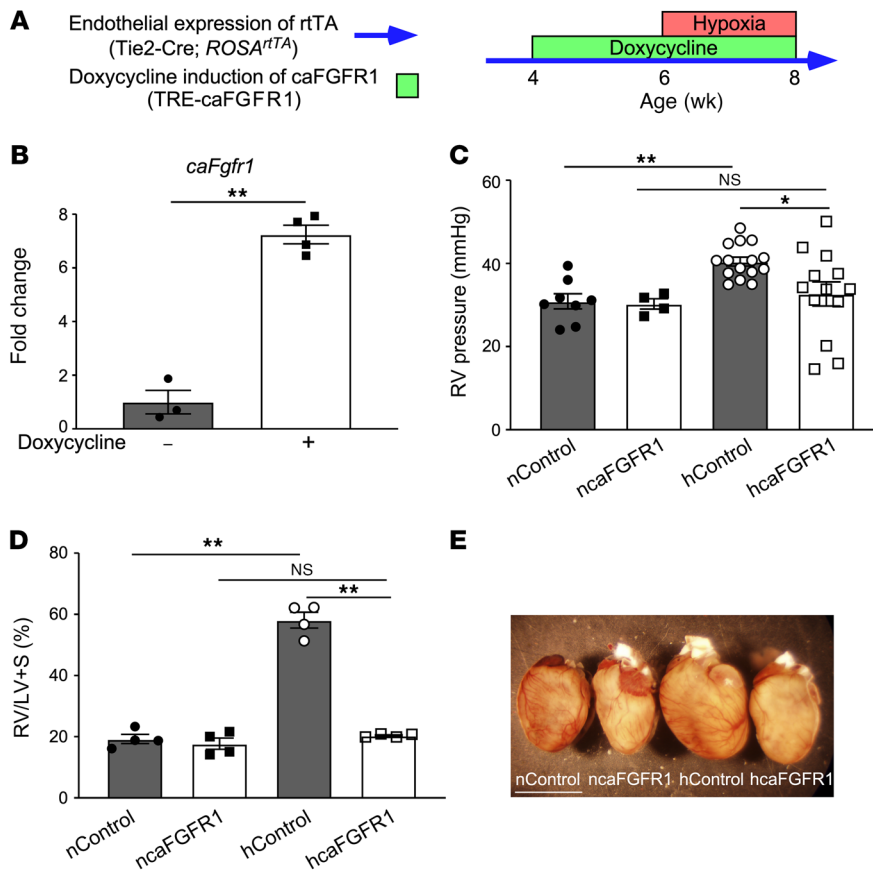 A
Endothelial expression of rtTA
(Tie2-Cre; ROSA^rtTA)
Doxycycline induction of caFGFR1
(TRE-caFGFR1)
Hypoxia
Doxycycline
4 6 8
Age (wk)
B
caFgfr1
**
Fold change
8
6
4
2
0
Doxycycline – +
C
**
NS
*
RV pressure (mmHg)
60
40
20
0
nControl
ncaFGFR1
hControl
hcaFGFR1
D
**
NS
**
RV/LV+S (%)
80
60
40
20
0
nControl
ncaFGFR1
hControl
hcaFGFR1
E
nControl ncaFGFR1 hControl hcaFGFR1